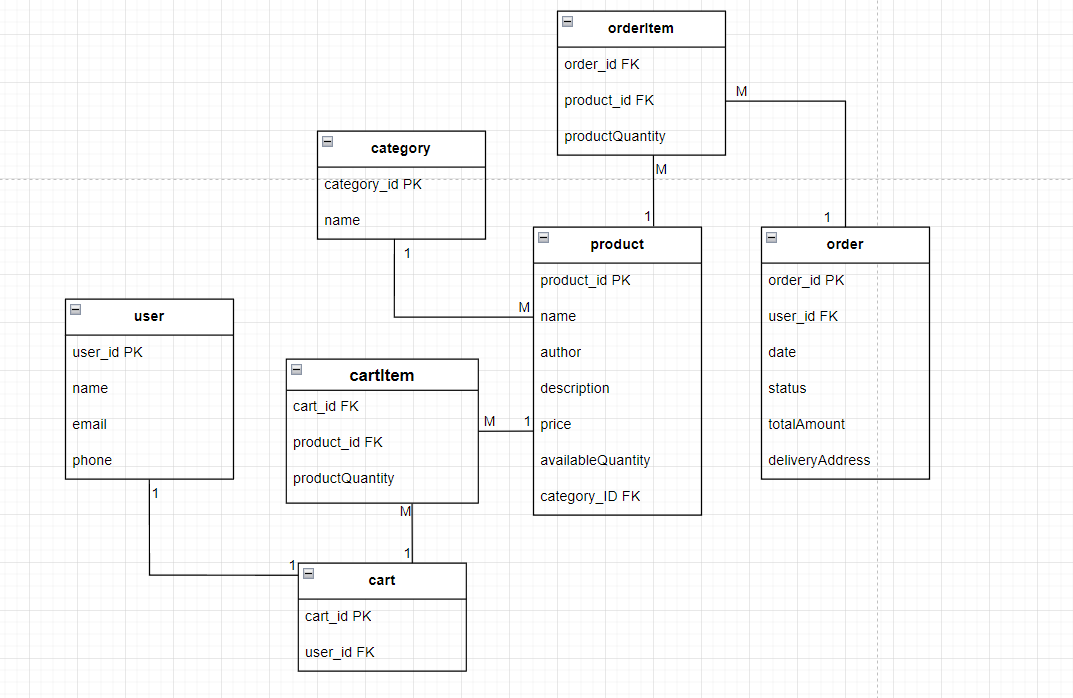 orderItem
order_id FK
product_id FK
productQuantity
M
M
1
1
category
category_id PK
name
1
M
product
product_id PK
name
author
description
price
availableQuantity
category_ID FK
order
order_id PK
user_id FK
date
status
totalAmount
deliveryAddress
user
user_id PK
name
email
phone
1
1
cartItem
cart_id FK
product_id FK
productQuantity
M
1
M
1
cart
cart_id PK
user_id FK